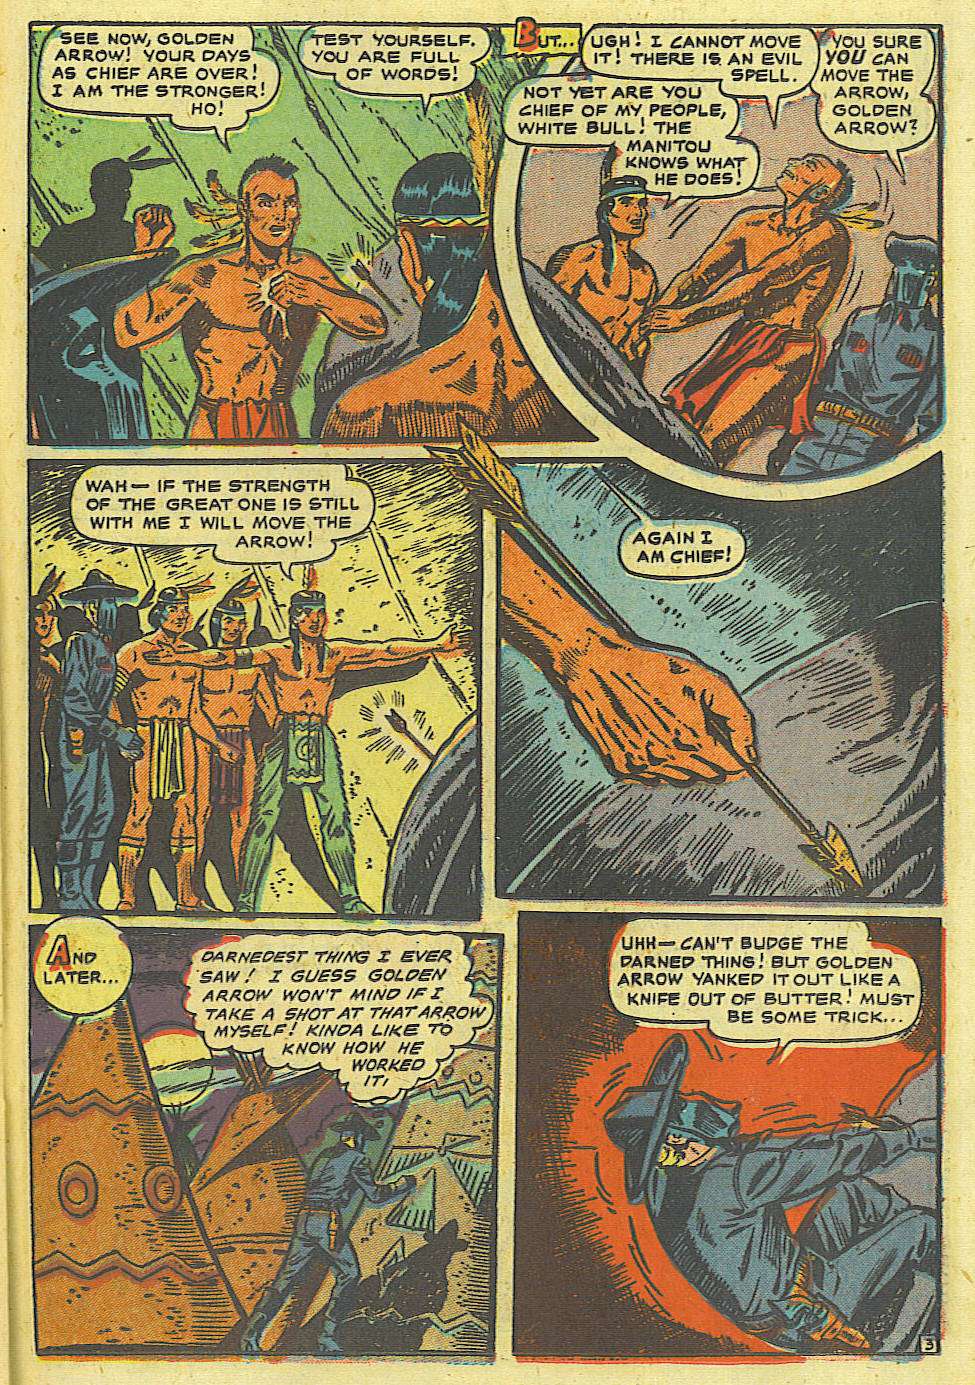 SEE NOW, GOLDEN
ARROW! YOUR DAYS
AS CHIEF ARE OVER!
I AM THE STRONGER!
HO!
TEST YOURSELF.
YOU ARE FULL
OF WORDS!
BUT...
UGH! I CANNOT MOVE
IT! THERE IS AN EVIL
SPELL.
NOT YET ARE YOU
CHIEF OF MY PEOPLE,
WHITE BULL! THE
MANITOU
KNOWS WHAT
HE DOES!
YOU SURE
YOU CAN
MOVE THE
ARROW,
GOLDEN
ARROW?
WAH — IF THE STRENGTH
OF THE GREAT ONE IS STILL
WITH ME I WILL MOVE THE
ARROW!
AGAIN I
AM CHIEF!
AND
LATER...
DARNEDEST THING I EVER
SAW! I GUESS GOLDEN
ARROW WON'T MIND IF I
TAKE A SHOT AT THAT ARROW
MYSELF! KINDA LIKE TO
KNOW HOW HE
WORKED
IT!
UHH — CAN'T BUDGE THE
DARNED THING! BUT GOLDEN
ARROW YANKED IT OUT LIKE A
KNIFE OUT OF BUTTER! MUST
BE SOME TRICK...
3